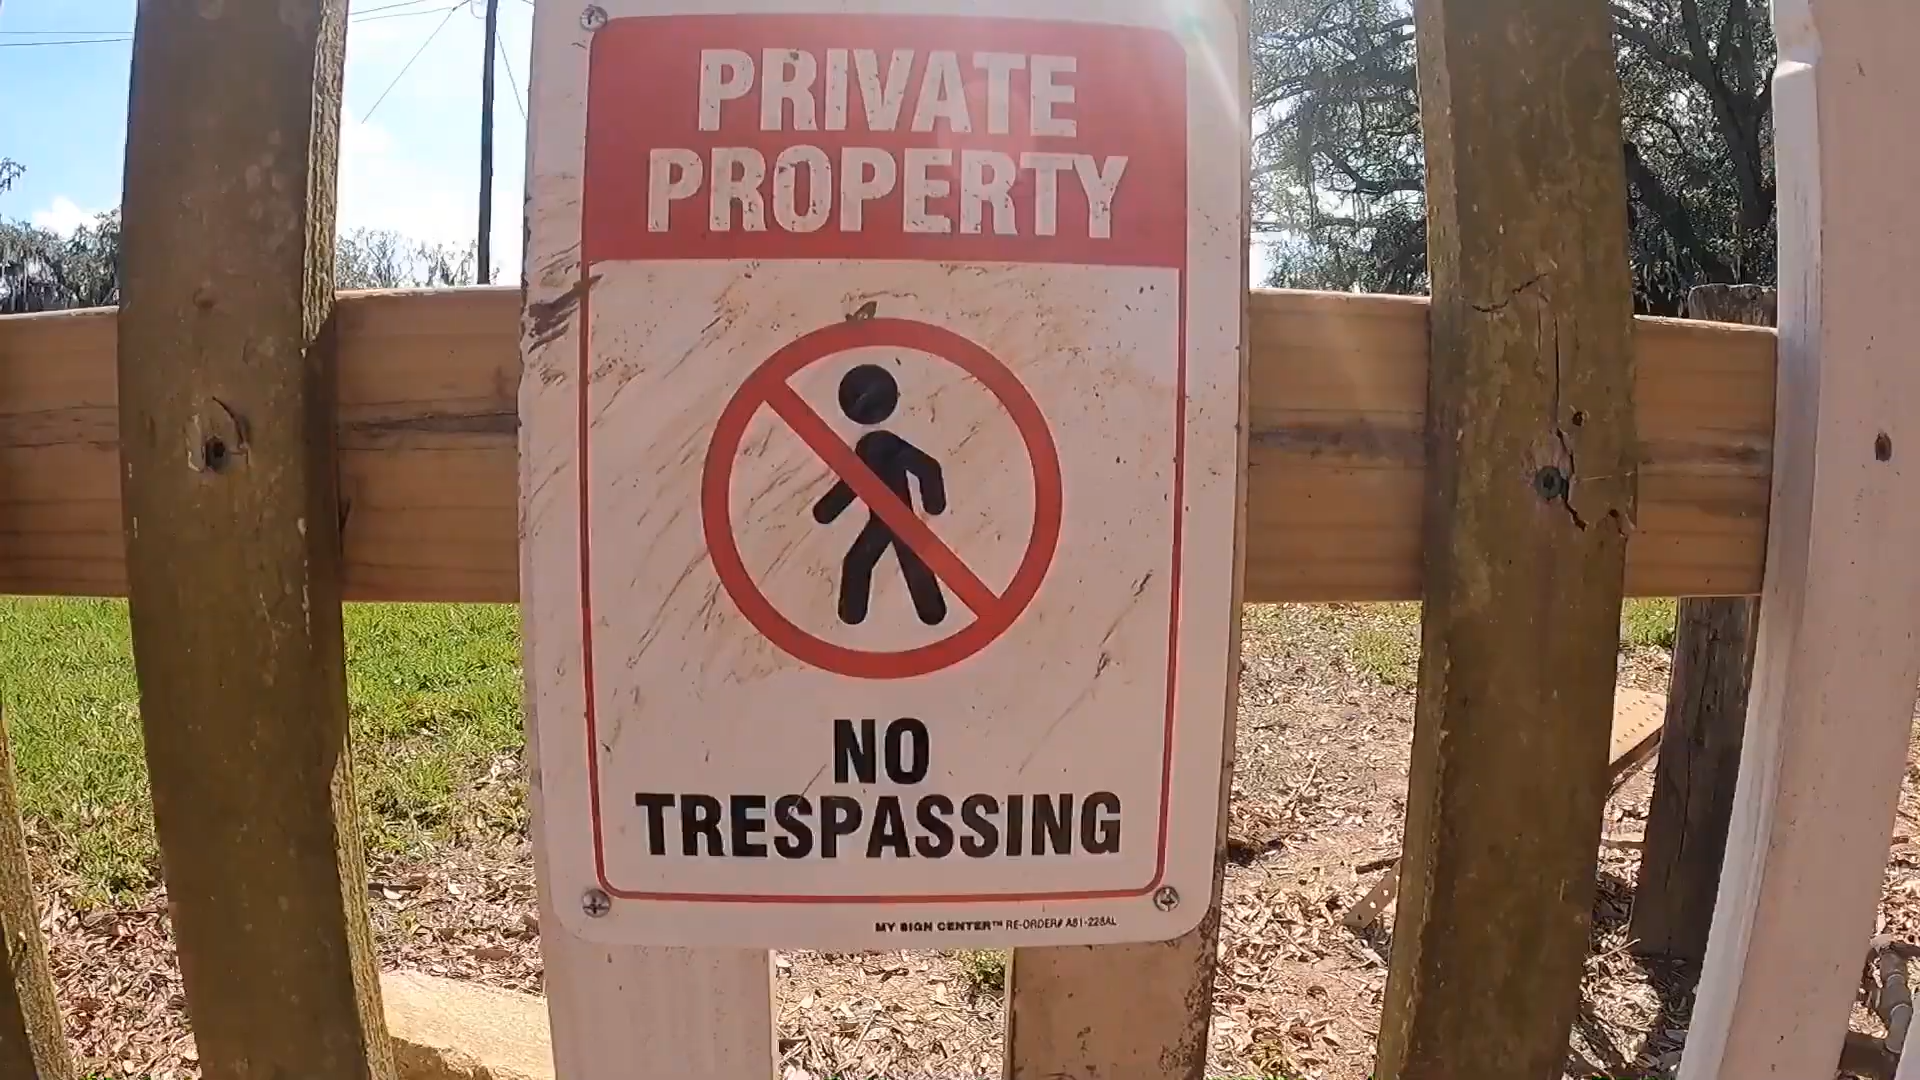 PRIVATE
PROPERTY
NO
TRESPASSING
MY SIGN CENTER™ RE-ORDER# A81-228AL